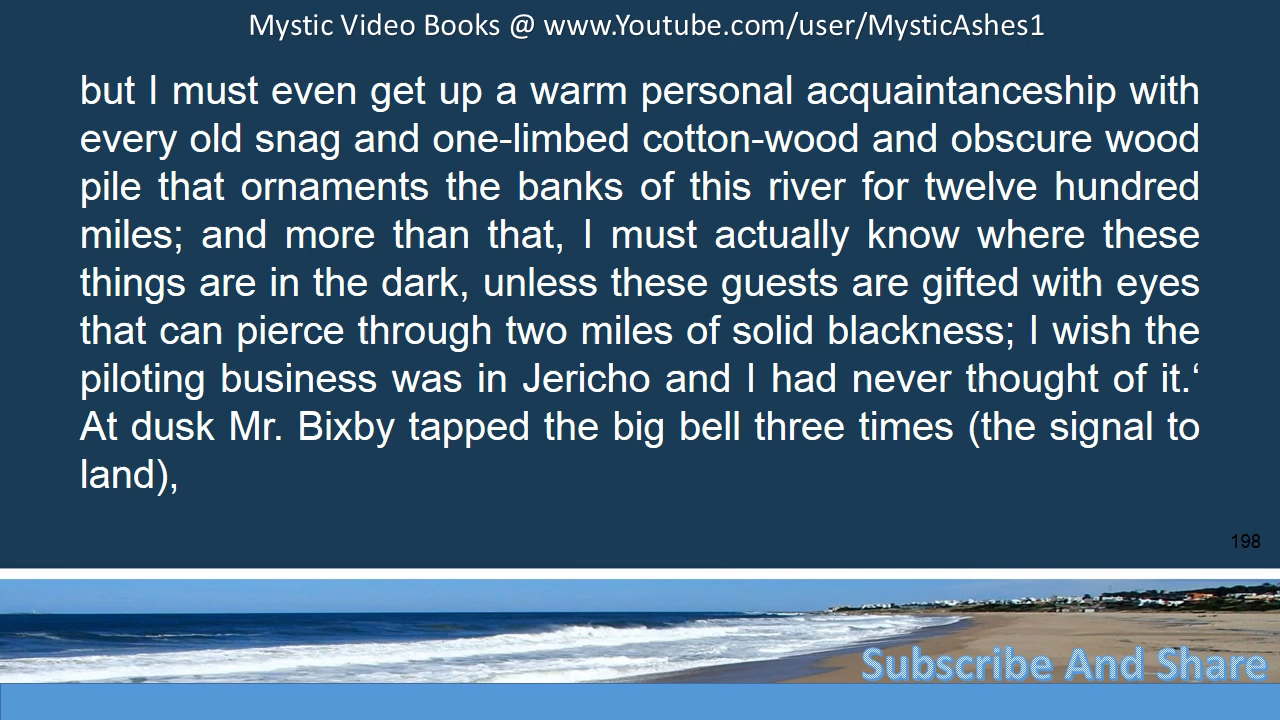 Mystic Video Books @ www.Youtube.com/user/MysticAshes1
but I must even get up a warm personal acquaintanceship with
every old snag and one-limbed cotton-wood and obscure wood
pile that ornaments the banks of this river for twelve hundred
miles; and more than that, I must actually know where these
things are in the dark, unless these guests are gifted with eyes
that can pierce through two miles of solid blackness; I wish the
piloting business was in Jericho and I had never thought of it.‘
At dusk Mr. Bixby tapped the big bell three times (the signal to
land),
198
Subscribe And Share